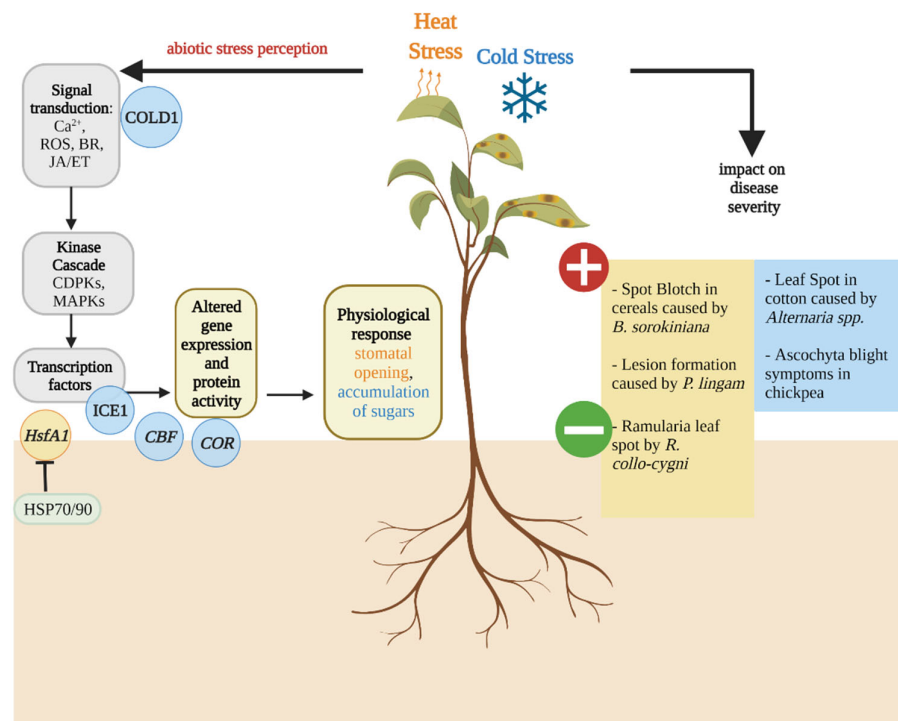 Heat
Stress
Cold Stress
abiotic stress perception
Signal
transduction:
Ca²⁺,
ROS, BR,
JA/ET
COLD1
Kinase
Cascade
CDPKs,
MAPKs
Transcription
factors
ICE1
HsfA1
HSP70/90
CBF
COR
Altered
gene
expression
and
protein
activity
Physiological
response
stomatal
opening,
accumulation
of sugars
impact on
disease
severity
- Spot Blotch in
cereals caused by
B. sorokiniana
- Lesion formation
caused by P. lingam
- Ramularia leaf
spot by R.
collo-cygni
- Leaf Spot in
cotton caused by
Alternaria spp.
- Ascochyta blight
symptoms in
chickpea